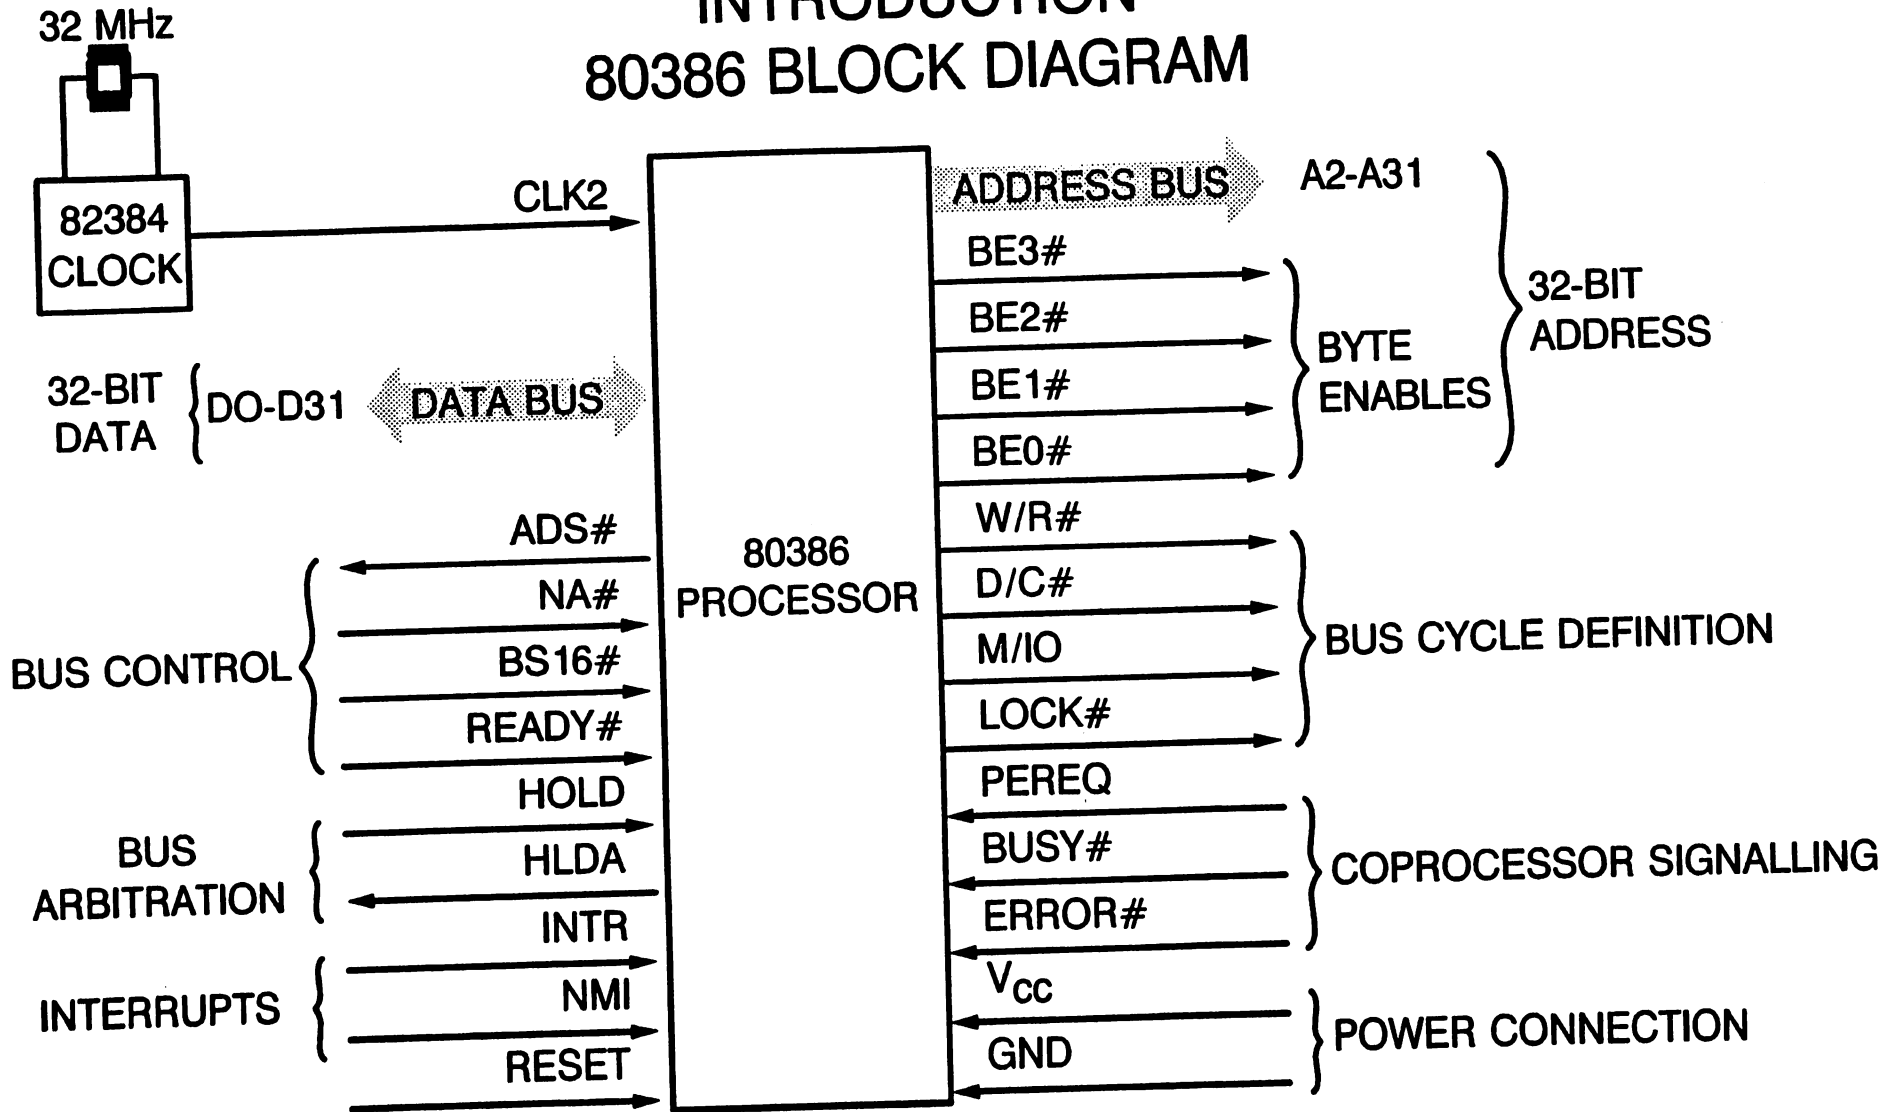 INTRODUCTION
80386 BLOCK DIAGRAM
32 MHz
82384
CLOCK
CLK2
32-BIT
DATA
DO-D31
DATA BUS
ADS#
NA#
BS16#
READY#
BUS CONTROL
HOLD
HLDA
BUS
ARBITRATION
INTR
NMI
INTERRUPTS
RESET
80386
PROCESSOR
ADDRESS BUS
A2-A31
BE3#
BE2#
BE1#
BE0#
BYTE
ENABLES
32-BIT
ADDRESS
W/R#
D/C#
M/IO
LOCK#
BUS CYCLE DEFINITION
PEREQ
BUSY#
ERROR#
COPROCESSOR SIGNALLING
VCC
GND
POWER CONNECTION